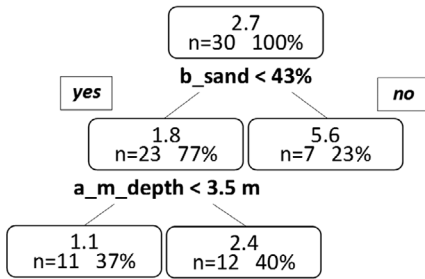 2.7
n=30 100%
b_sand < 43%
yes
no
1.8
n=23 77%
5.6
n=7 23%
a_m_depth < 3.5 m
1.1
n=11 37%
2.4
n=12 40%